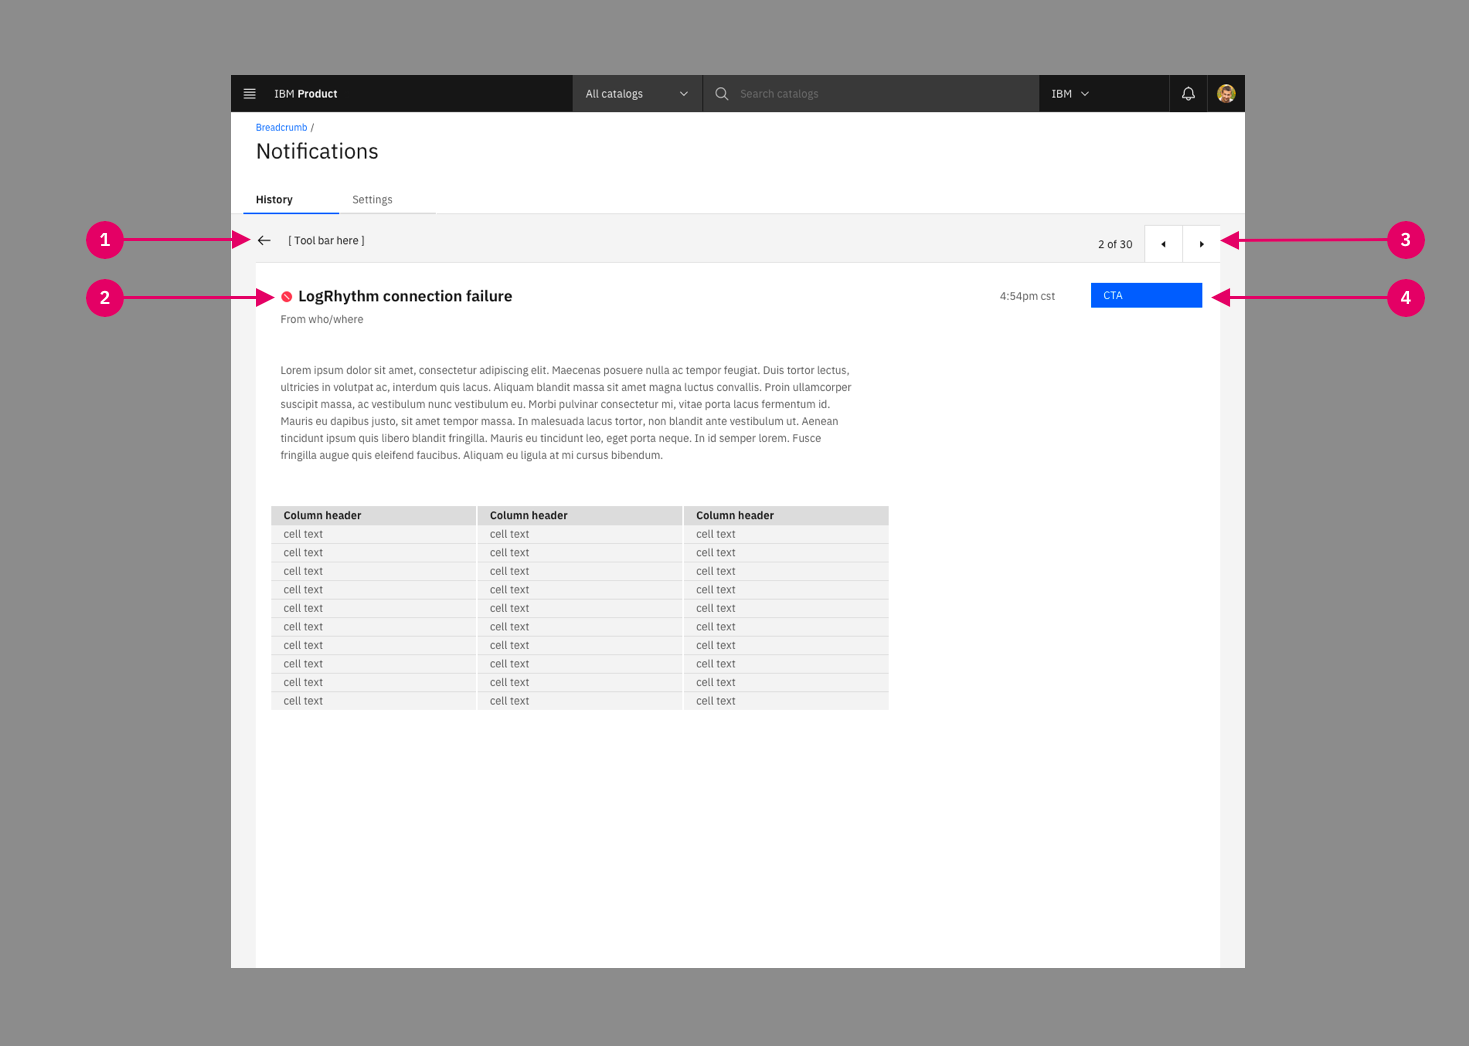 IBM Product
All catalogs
Search catalogs
IBM
Breadcrumb /
Notifications
History
Settings
1
[ Tool bar here ]
2 of 30
3
2
LogRhythm connection failure
4:54pm cst
CTA
4
From who/where
Lorem ipsum dolor sit amet, consectetur adipiscing elit. Maecenas posuere nulla ac tempor feugiat. Duis tortor lectus,
ultricies in volutpat ac, interdum quis lacus. Aliquam blandit massa sit amet magna luctus convallis. Proin ullamcorper
suscipit massa, ac vestibulum nunc vestibulum eu. Morbi pulvinar consectetur mi, vitae porta lacus fermentum id.
Mauris eu dapibus justo, sit amet tempor massa. In malesuada lacus tortor, non blandit ante vestibulum ut. Aenean
tincidunt ipsum quis libero blandit fringilla. Mauris eu tincidunt leo, eget porta neque. In id semper lorem. Fusce
fringilla augue quis eleifend faucibus. Aliquam eu ligula at mi cursus bibendum.
Column header Column header Column header
cell text cell text cell text
cell text cell text cell text
cell text cell text cell text
cell text cell text cell text
cell text cell text cell text
cell text cell text cell text
cell text cell text cell text
cell text cell text cell text
cell text cell text cell text
cell text cell text cell text